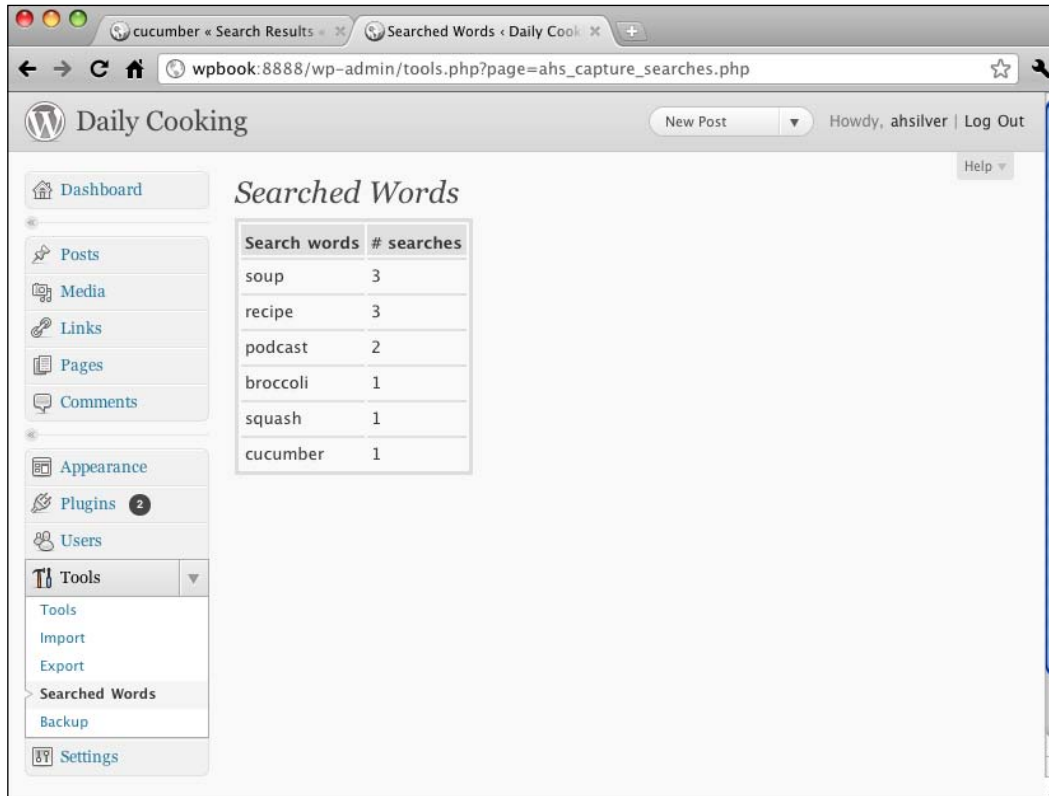 cucumber « Search Results «
Searched Words ‹ Daily Cook
wpbook:8888/wp-admin/tools.php?page=ahs_capture_searches.php
Daily Cooking
New Post
Howdy, ahsilver | Log Out
Help
Dashboard
Posts
Media
Links
Pages
Comments
Appearance
Plugins 2
Users
Tools
Tools
Import
Export
Searched Words
Backup
Settings
Searched Words
Search words # searches
soup 3
recipe 3
podcast 2
broccoli 1
squash 1
cucumber 1